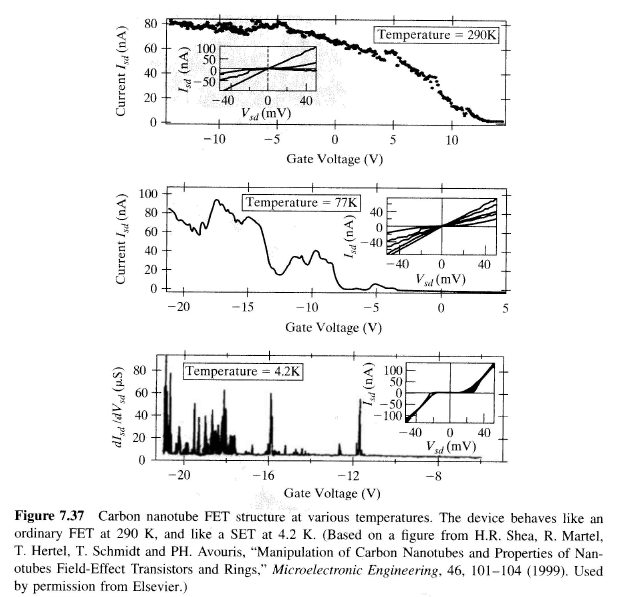 80
60
40
20
0
Current I_sd (nA)
Temperature = 290K
100
50
0
−50
I_sd (nA)
−40
0
40
V_sd (mV)
−10
−5
0
5
10
Gate Voltage (V)
100
80
60
40
20
0
Current I_sd (nA)
Temperature = 77K
40
0
−40
I_sd (nA)
−40
0
40
V_sd (mV)
−20
−15
−10
−5
0
5
Gate Voltage (V)
80
60
40
20
0
dI_sd/dV_sd (μS)
Temperature = 4.2K
100
50
0
−50
−100
I_sd (nA)
−40
0
40
V_sd (mV)
−20
−16
−12
−8
Gate Voltage (V)
Figure 7.37 Carbon nanotube FET structure at various temperatures. The device behaves like an
ordinary FET at 290 K, and like a SET at 4.2 K. (Based on a figure from H.R. Shea, R. Martel,
T. Hertel, T. Schmidt and PH. Avouris, “Manipulation of Carbon Nanotubes and Properties of Nan-
otubes Field-Effect Transistors and Rings,” Microelectronic Engineering, 46, 101–104 (1999). Used
by permission from Elsevier.)